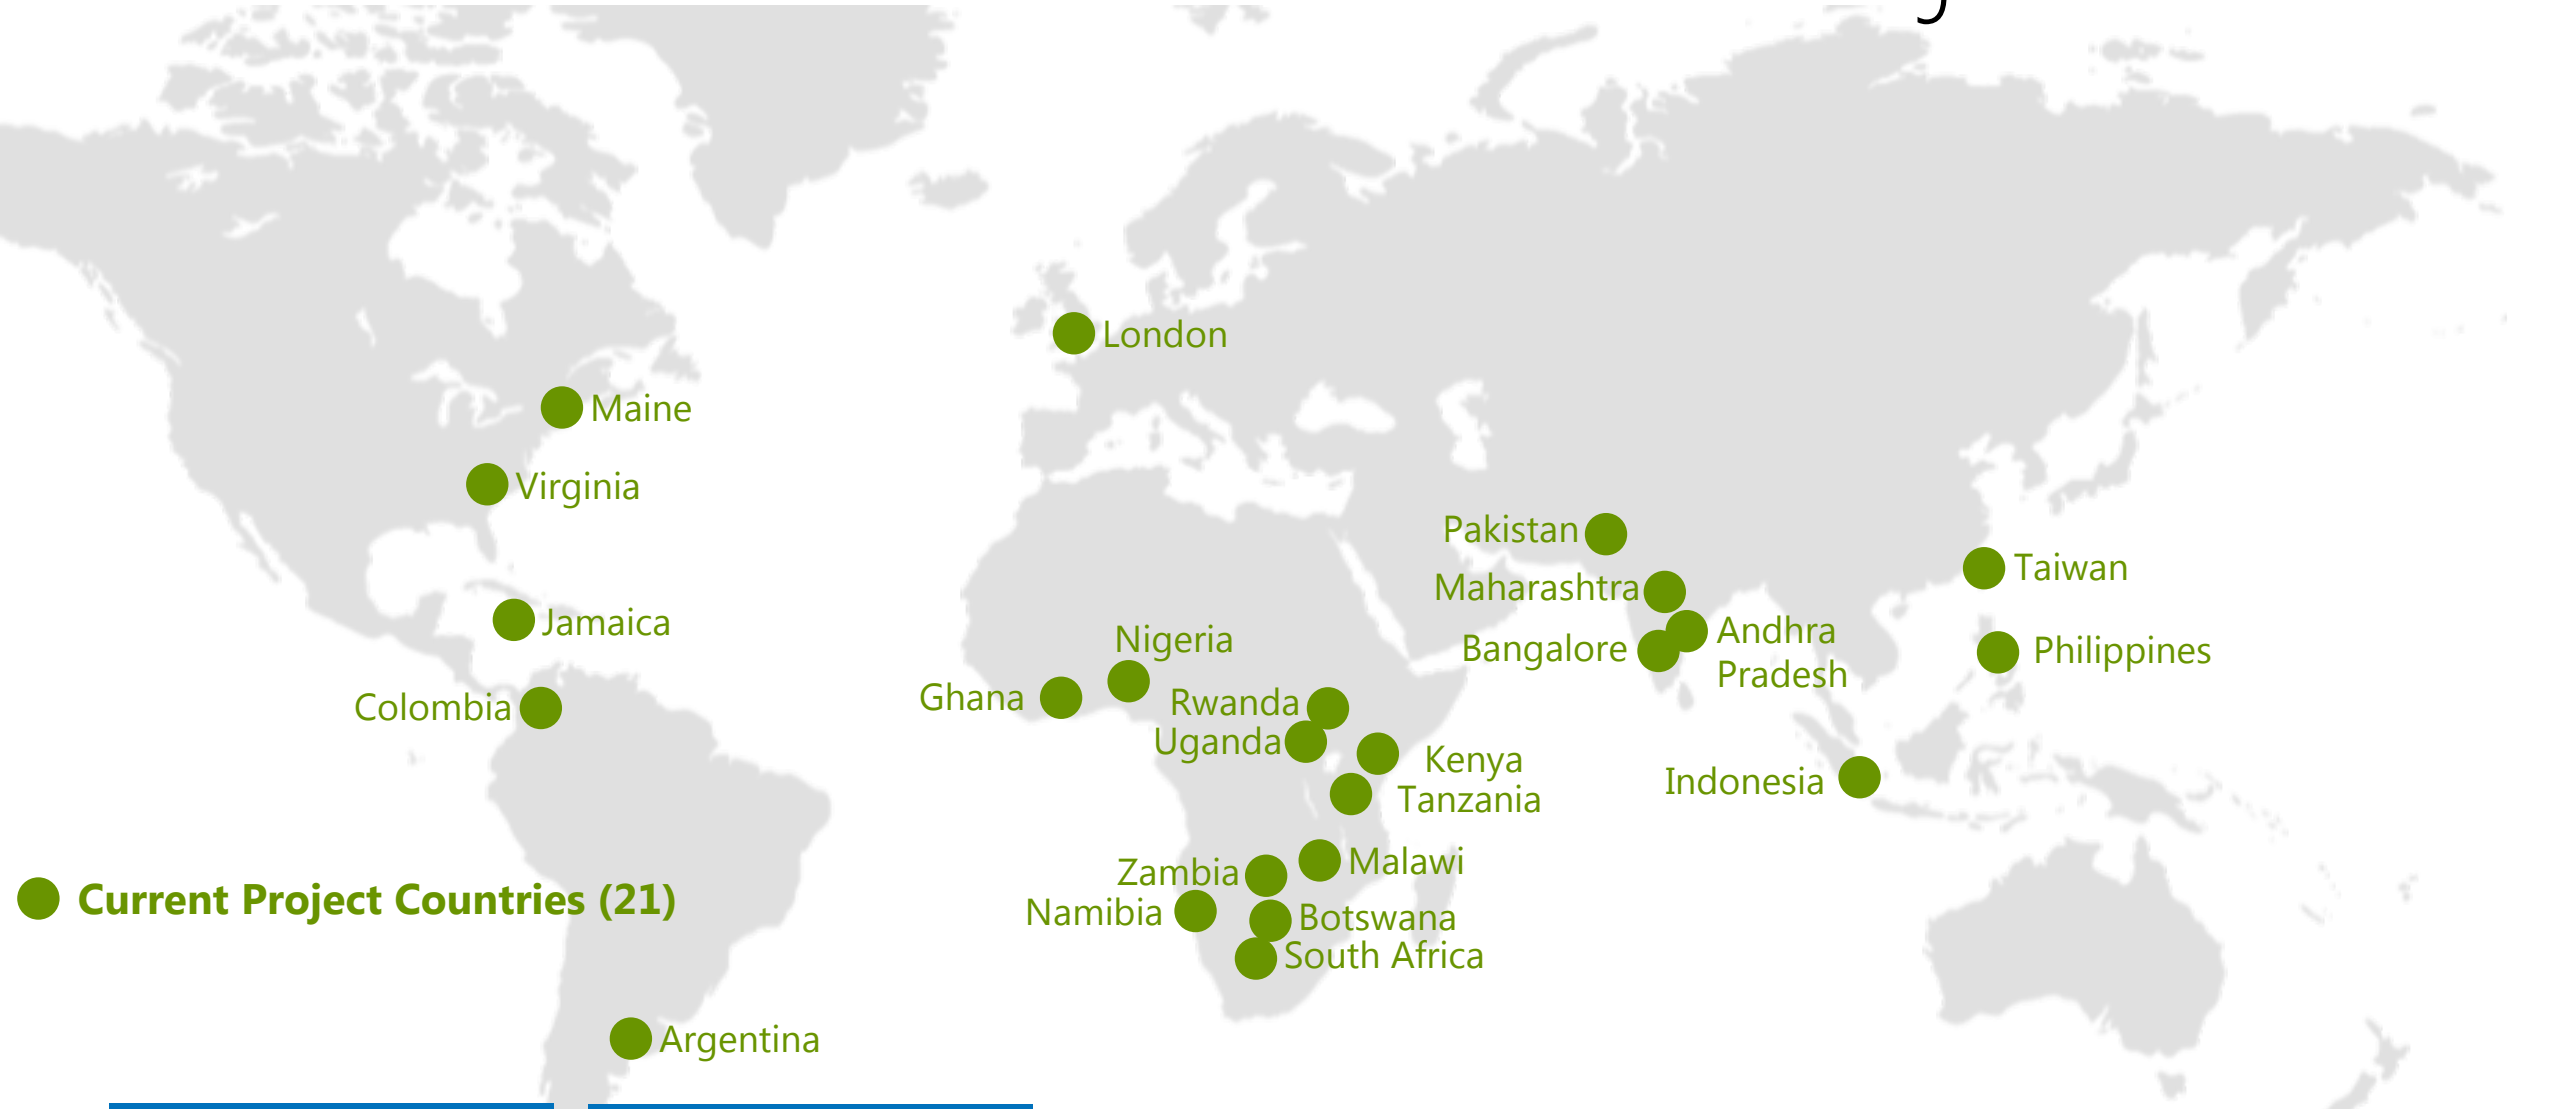 London
Maine
Virginia
Pakistan
Taiwan
Maharashtra
Jamaica
Nigeria
Andhra
Pradesh
Bangalore
Philippines
Ghana
Rwanda
Colombia
Uganda
Kenya
Tanzania
Indonesia
Zambia
Malawi
Current Project Countries (21)
Namibia
Botswana
South Africa
Argentina